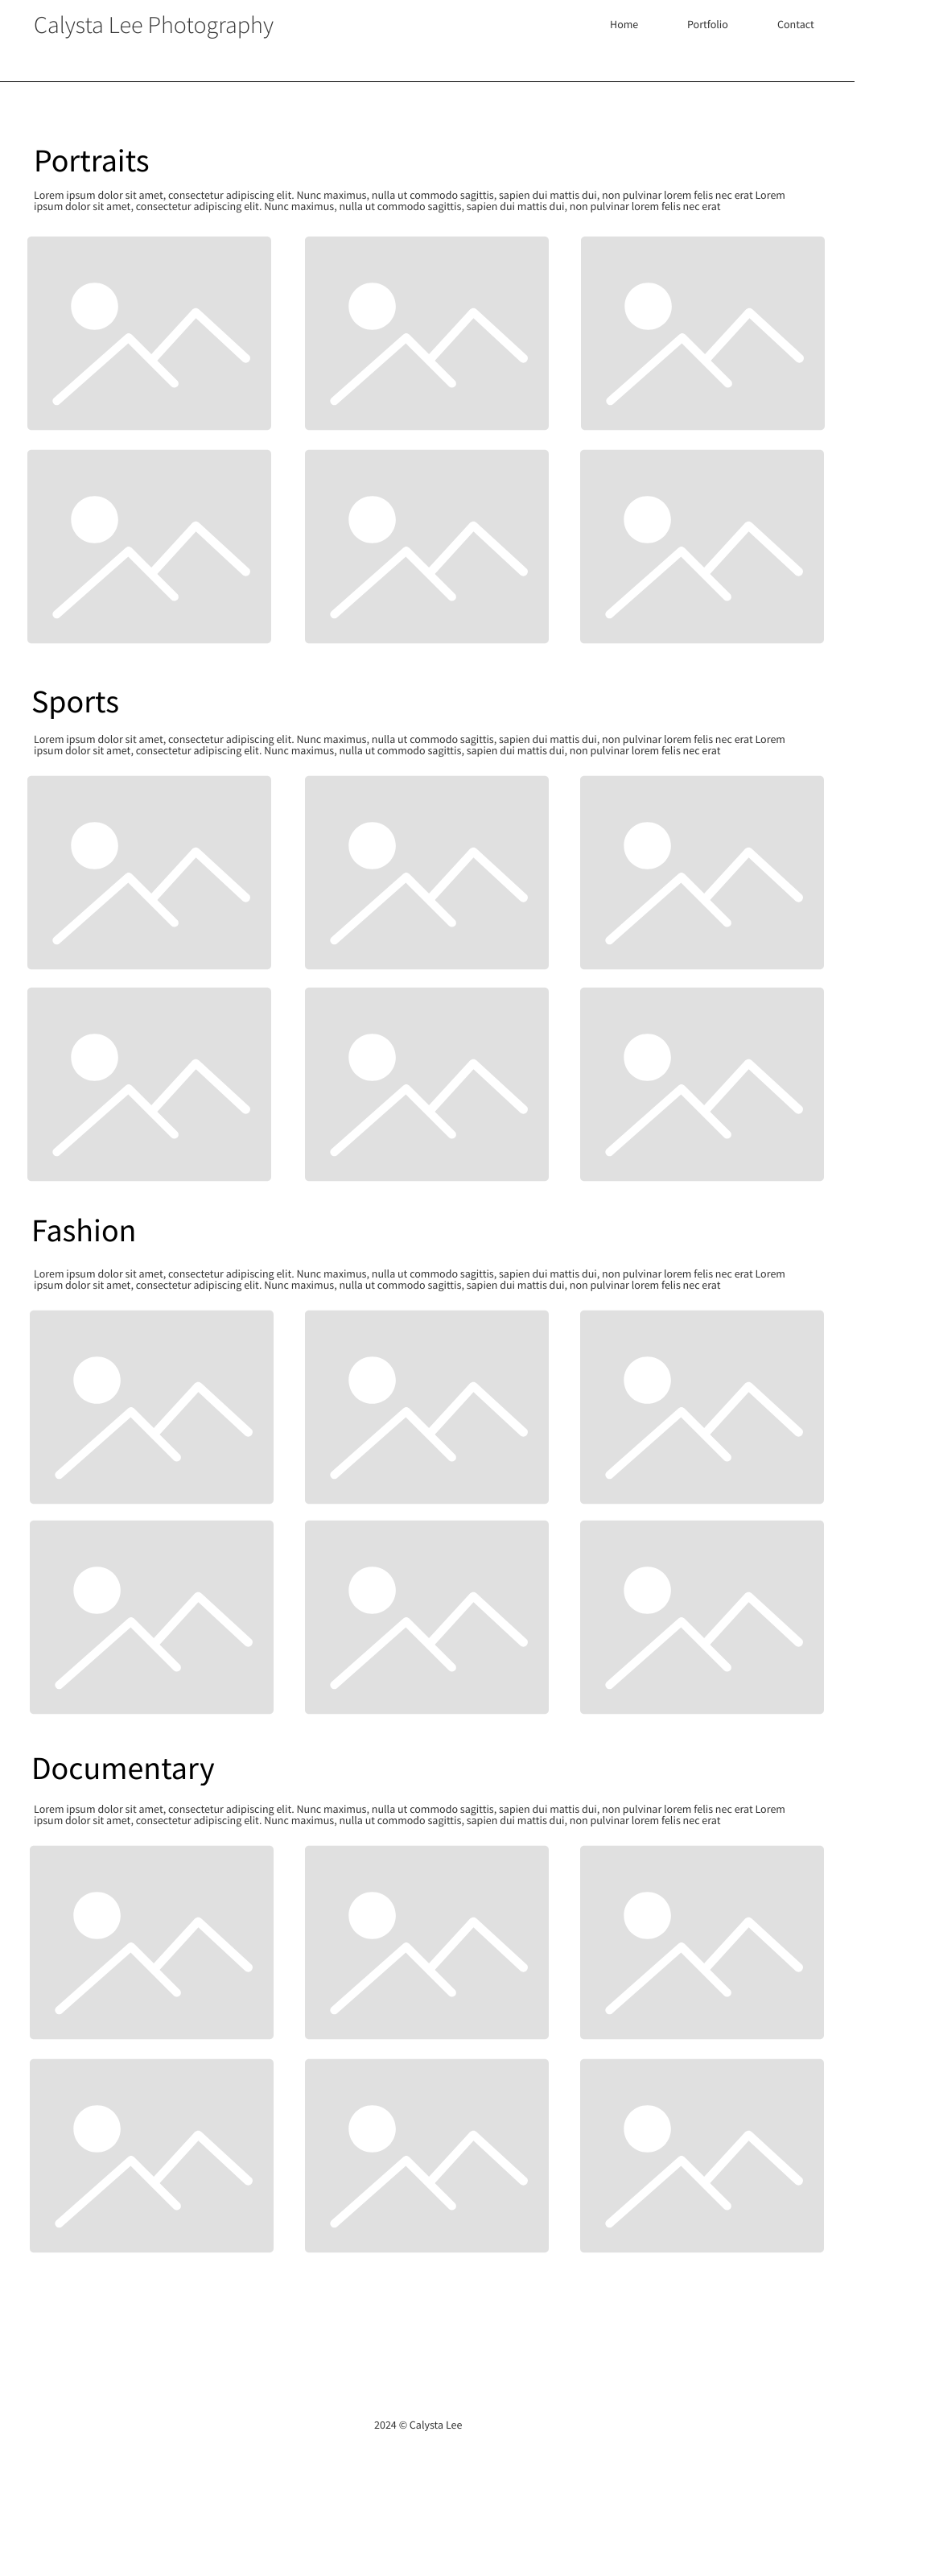 Calysta Lee Photography
Home Portfolio Contact
Portraits
Lorem ipsum dolor sit amet, consectetur adipiscing elit. Nunc maximus, nulla ut commodo sagittis, sapien dui mattis dui, non pulvinar lorem felis nec erat Lorem
ipsum dolor sit amet, consectetur adipiscing elit. Nunc maximus, nulla ut commodo sagittis, sapien dui mattis dui, non pulvinar lorem felis nec erat
Sports
Lorem ipsum dolor sit amet, consectetur adipiscing elit. Nunc maximus, nulla ut commodo sagittis, sapien dui mattis dui, non pulvinar lorem felis nec erat Lorem
ipsum dolor sit amet, consectetur adipiscing elit. Nunc maximus, nulla ut commodo sagittis, sapien dui mattis dui, non pulvinar lorem felis nec erat
Fashion
Lorem ipsum dolor sit amet, consectetur adipiscing elit. Nunc maximus, nulla ut commodo sagittis, sapien dui mattis dui, non pulvinar lorem felis nec erat Lorem
ipsum dolor sit amet, consectetur adipiscing elit. Nunc maximus, nulla ut commodo sagittis, sapien dui mattis dui, non pulvinar lorem felis nec erat
Documentary
Lorem ipsum dolor sit amet, consectetur adipiscing elit. Nunc maximus, nulla ut commodo sagittis, sapien dui mattis dui, non pulvinar lorem felis nec erat Lorem
ipsum dolor sit amet, consectetur adipiscing elit. Nunc maximus, nulla ut commodo sagittis, sapien dui mattis dui, non pulvinar lorem felis nec erat
2024 © Calysta Lee